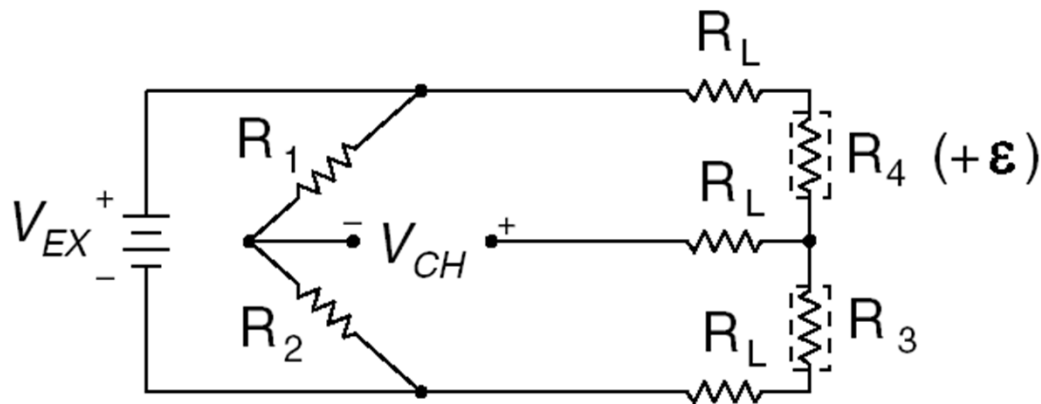 R_L
R_1
R_4 (+ε)
R_L
V_EX + −
− V_CH +
R_2
R_L
R_3